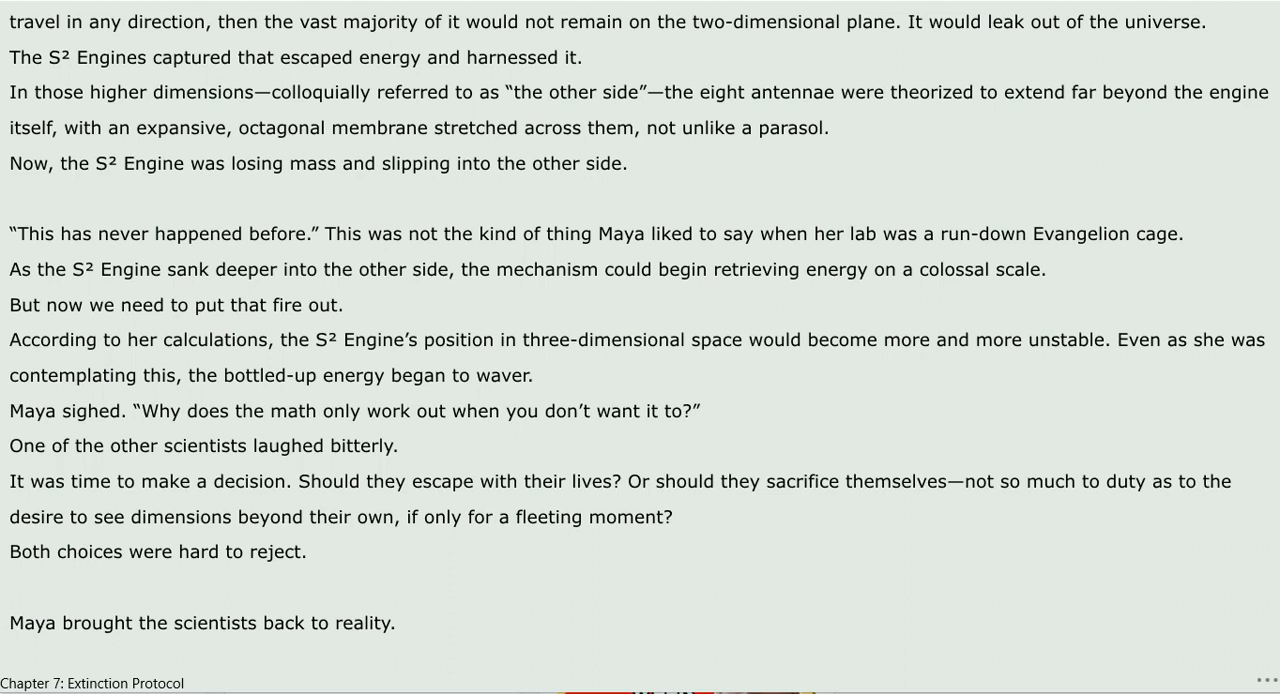 travel in any direction, then the vast majority of it would not remain on the two-dimensional plane. It would leak out of the universe.
The S² Engines captured that escaped energy and harnessed it.
In those higher dimensions—colloquially referred to as “the other side”—the eight antennae were theorized to extend far beyond the engine
itself, with an expansive, octagonal membrane stretched across them, not unlike a parasol.
Now, the S² Engine was losing mass and slipping into the other side.
“This has never happened before.” This was not the kind of thing Maya liked to say when her lab was a run-down Evangelion cage.
As the S² Engine sank deeper into the other side, the mechanism could begin retrieving energy on a colossal scale.
But now we need to put that fire out.
According to her calculations, the S² Engine’s position in three-dimensional space would become more and more unstable. Even as she was
contemplating this, the bottled-up energy began to waver.
Maya sighed. “Why does the math only work out when you don’t want it to?”
One of the other scientists laughed bitterly.
It was time to make a decision. Should they escape with their lives? Or should they sacrifice themselves—not so much to duty as to the
desire to see dimensions beyond their own, if only for a fleeting moment?
Both choices were hard to reject.
Maya brought the scientists back to reality.
Chapter 7: Extinction Protocol